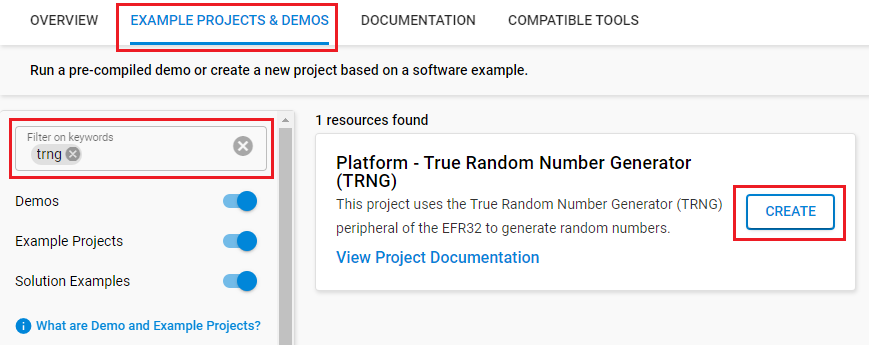 OVERVIEW EXAMPLE PROJECTS & DEMOS DOCUMENTATION COMPATIBLE TOOLS
Run a pre-compiled demo or create a new project based on a software example.
Filter on keywords
trng
Demos
Example Projects
Solution Examples
What are Demo and Example Projects?
1 resources found
Platform - True Random Number Generator
(TRNG)
This project uses the True Random Number Generator (TRNG)
peripheral of the EFR32 to generate random numbers.
View Project Documentation
CREATE